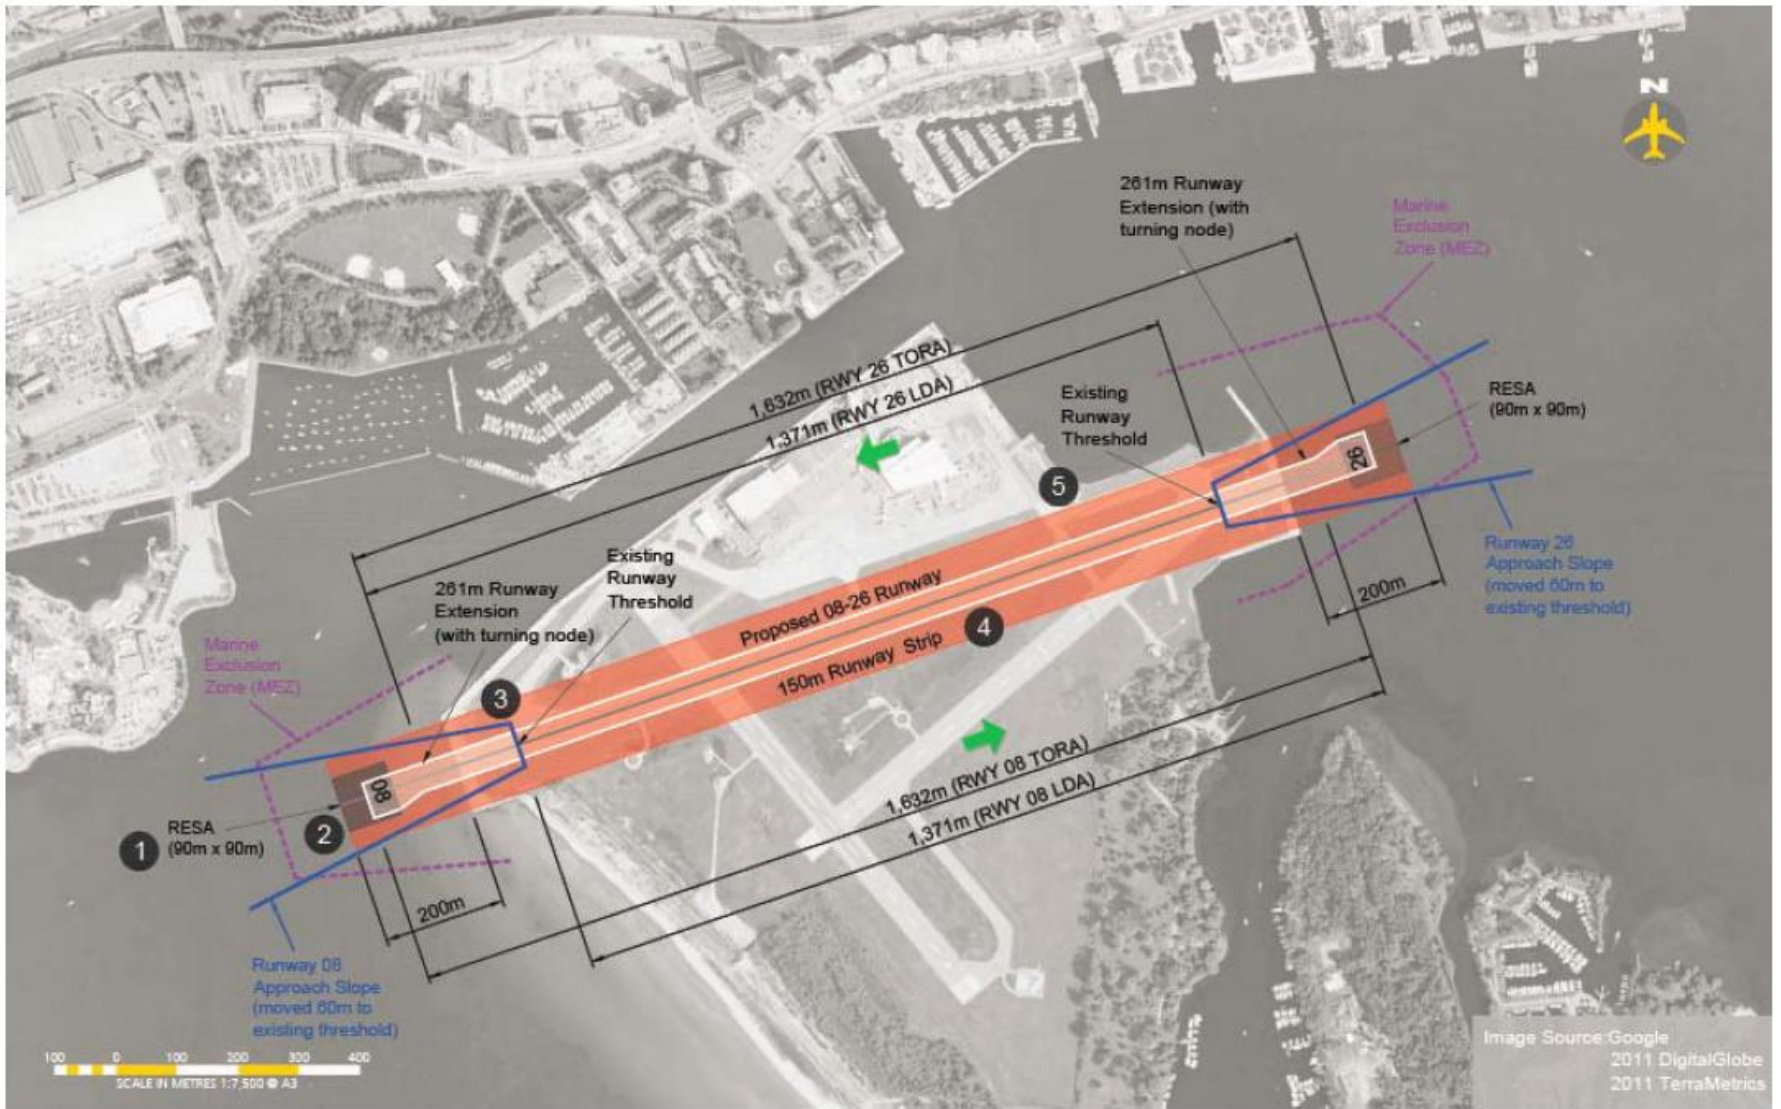 N
261m Runway
Extension (with
turning node)
Marine
Exclusion
Zone (MEZ)
1,632m (RWY 26 TORA)
1,371m (RWY 26 LDA)
Existing
Runway
Threshold
RESA
(90m x 90m)
26
5
Runway 26
Approach Slope
(moved 60m to
existing threshold)
200m
Existing
Runway
Threshold
261m Runway
Extension
(with turning node)
Proposed 08-26 Runway
150m Runway Strip
4
Marine
Exclusion
Zone (MEZ)
3
08
2
1
RESA
(90m x 90m)
1,632m (RWY 08 TORA)
1,371m (RWY 08 LDA)
200m
Runway 08
Approach Slope
(moved 60m to
existing threshold)
100 0 100 200 300 400
SCALE IN METRES 1:7,500 @ A3
Image Source:Google
2011 DigitalGlobe
2011 TerraMetrics